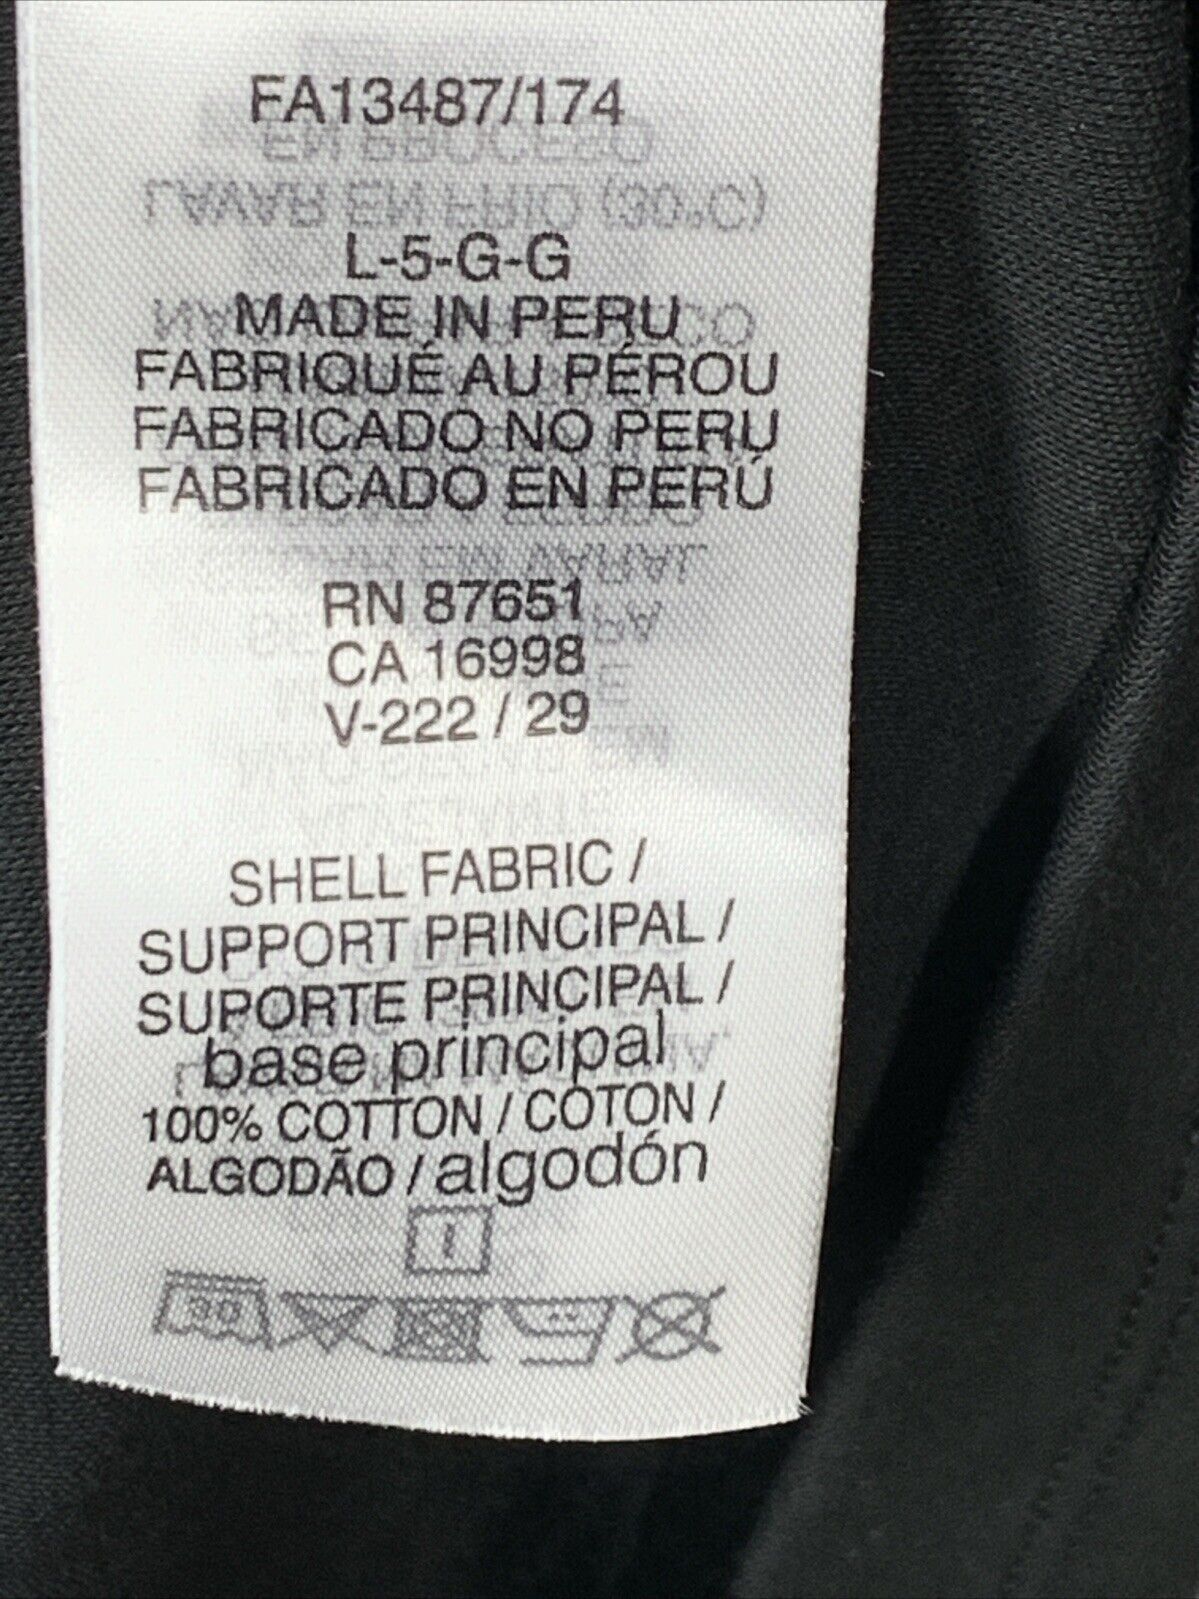 FA13487/174
L-5-G-G
MADE IN PERU
FABRIQUÉ AU PÉROU
FABRICADO NO PERU
FABRICADO EN PERÚ
RN 87651
CA 16998
V-222 / 29
SHELL FABRIC /
SUPPORT PRINCIPAL /
SUPORTE PRINCIPAL /
base principal
100% COTTON / COTON /
ALGODÃO / algodón
30